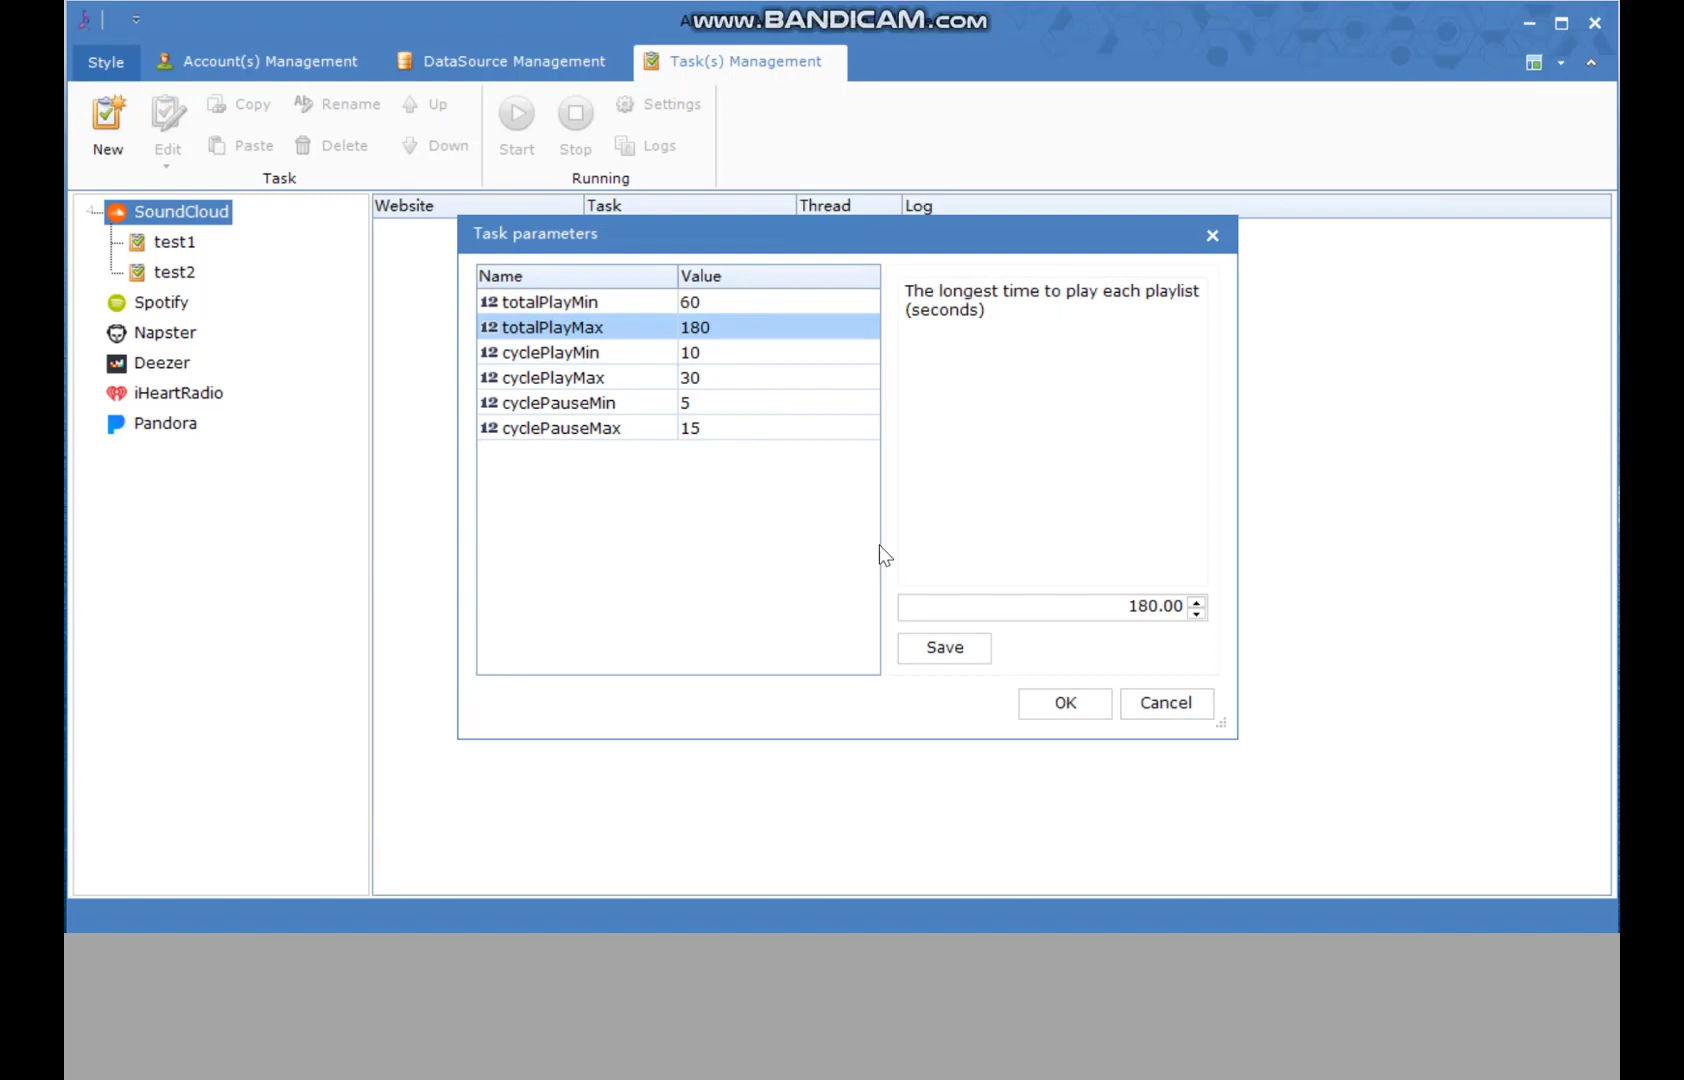 www.BANDICAM.com
Style
Account(s) Management
DataSource Management
Task(s) Management
New
Edit
Copy
Paste
Rename
Delete
Up
Down
Task
Start
Stop
Settings
Logs
Running
SoundCloud
test1
test2
Spotify
Napster
Deezer
iHeartRadio
Pandora
Website Task Thread Log
Task parameters
Name Value
12 totalPlayMin 60
12 totalPlayMax 180
12 cyclePlayMin 10
12 cyclePlayMax 30
12 cyclePauseMin 5
12 cyclePauseMax 15
The longest time to play each playlist
(seconds)
180.00
Save
OK
Cancel